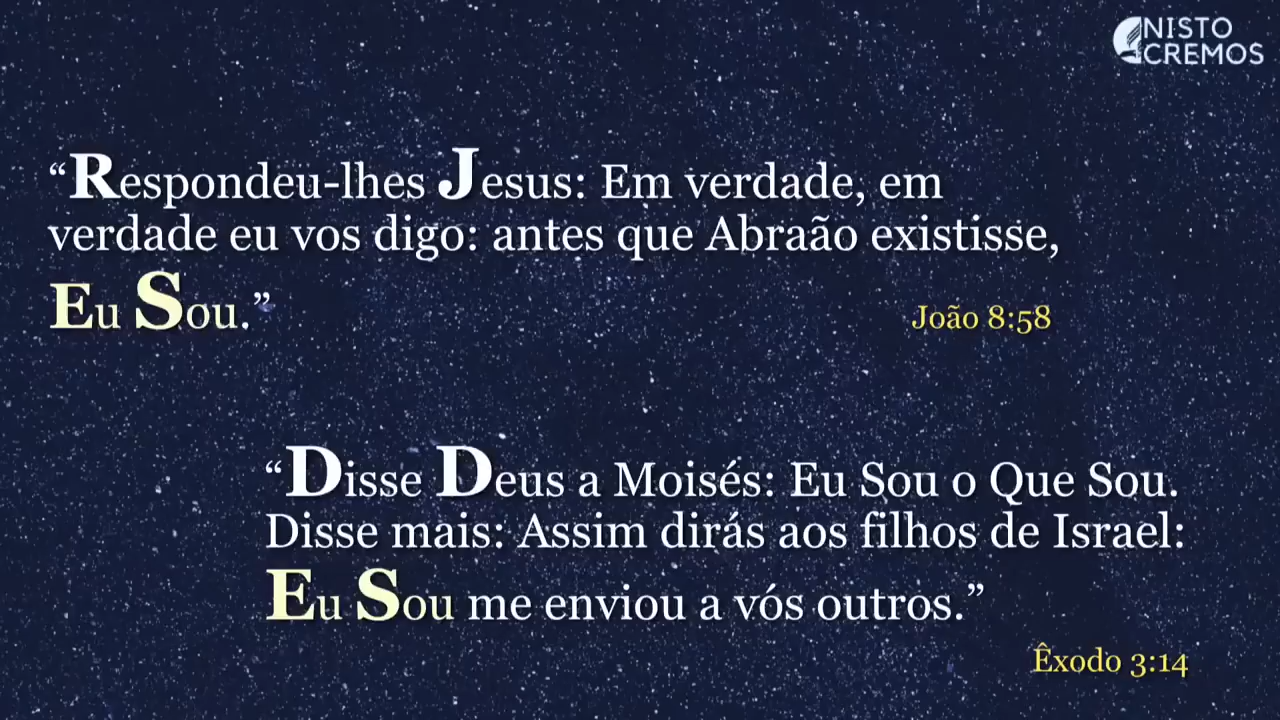 NISTO
CREMOS
“Respondeu-lhes Jesus: Em verdade, em
verdade eu vos digo: antes que Abraão existisse,
Eu Sou.”
João 8:58
“Disse Deus a Moisés: Eu Sou o Que Sou.
Disse mais: Assim dirás aos filhos de Israel:
Eu Sou me enviou a vós outros.”
Êxodo 3:14